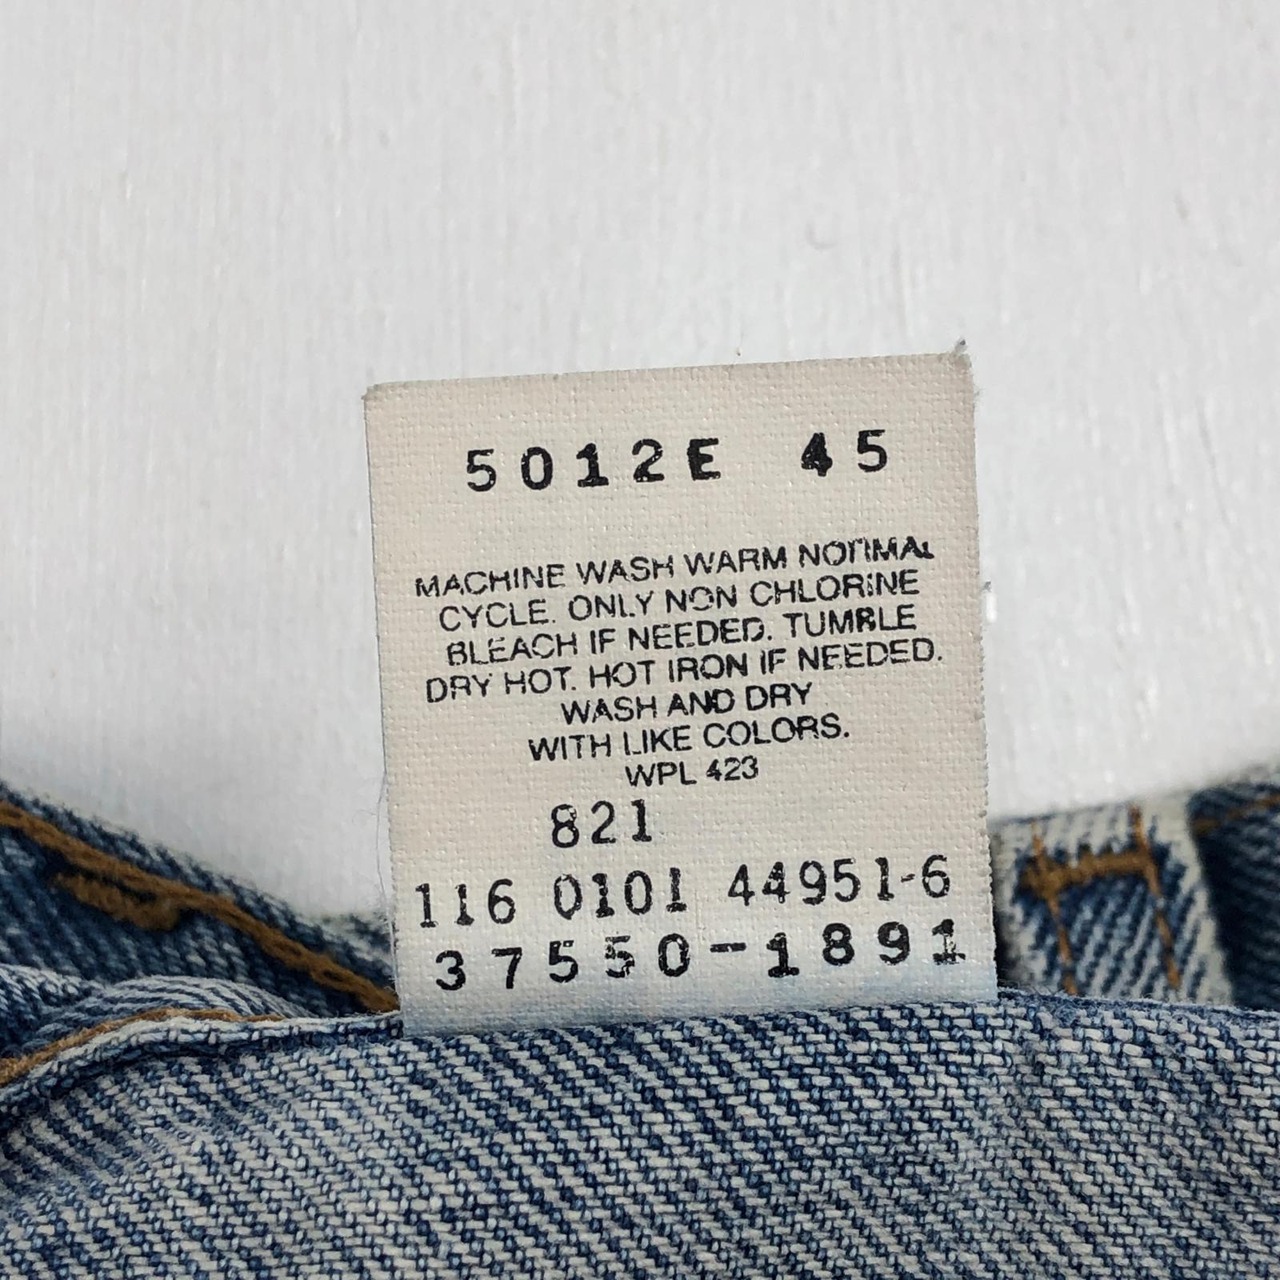 5012E 45
MACHINE WASH WARM NORMAL
CYCLE. ONLY NON CHLORINE
BLEACH IF NEEDED. TUMBLE
DRY HOT. HOT IRON IF NEEDED.
WASH AND DRY
WITH LIKE COLORS.
WPL 423
821
116 0101 44951-6
37550-1891